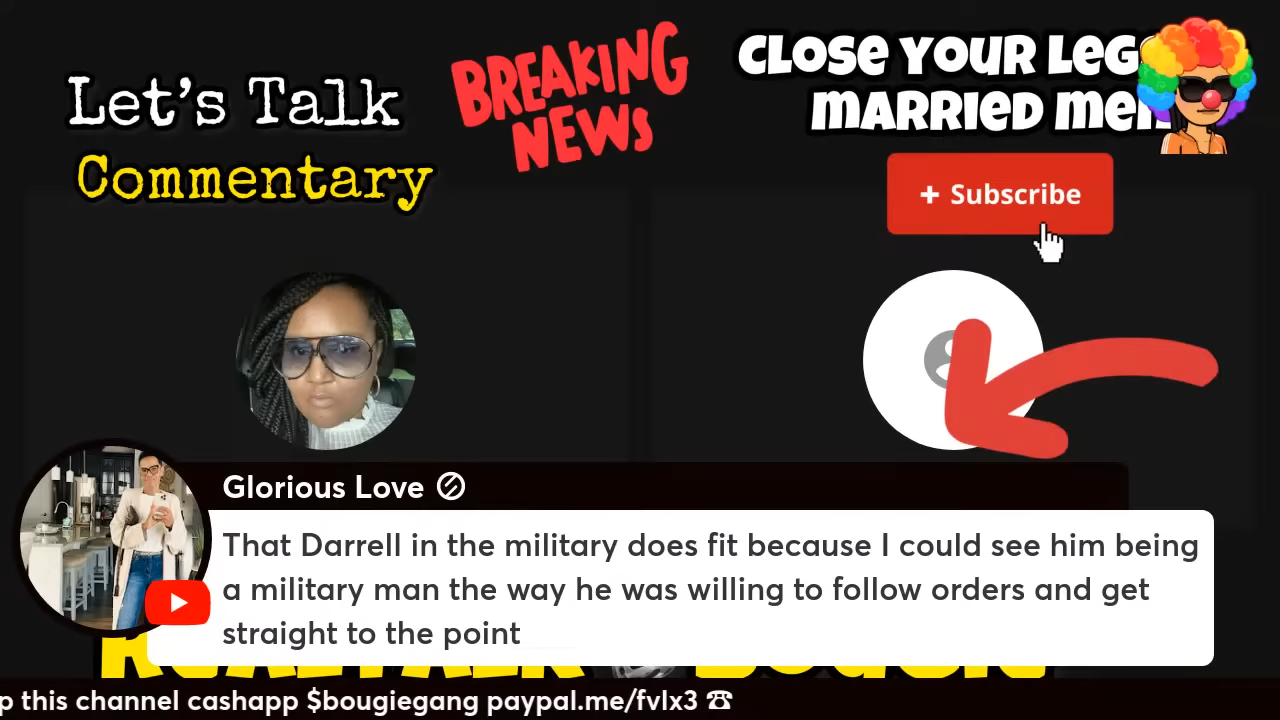 Let's Talk
Commentary
BREAKING
NEWS
CLOSE YOUR LEG
MARRIED MEN
+ Subscribe
Glorious Love
That Darrell in the military does fit because I could see him being
a military man the way he was willing to follow orders and get
straight to the point
REALTALK BOUGIE
p this channel cashapp $bougiegang paypal.me/fvlx3 ☎